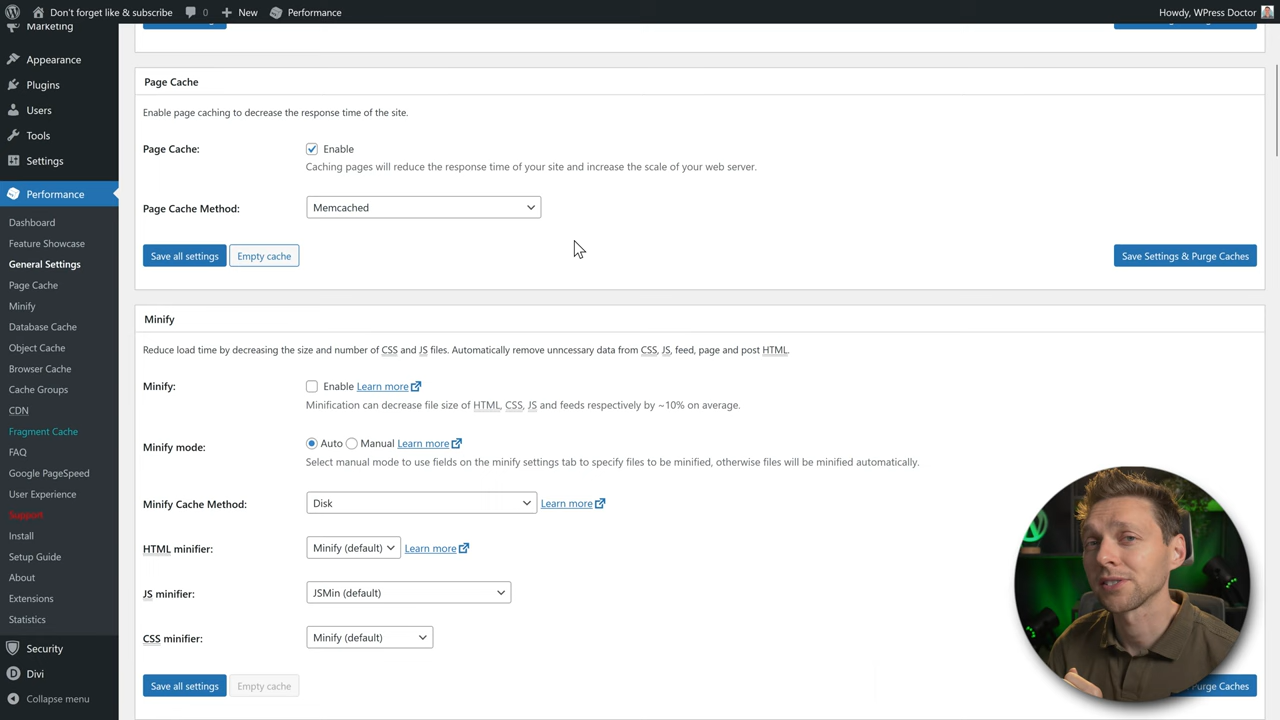 Don't forget like & subscribe 0 New Performance Howdy, WPress Doctor
Marketing
Appearance
Plugins
Users
Tools
Settings
Performance
Dashboard
Feature Showcase
General Settings
Page Cache
Minify
Database Cache
Object Cache
Browser Cache
Cache Groups
CDN
Fragment Cache
FAQ
Google PageSpeed
User Experience
Support
Install
Setup Guide
About
Extensions
Statistics
Security
Divi
Collapse menu
Page Cache
Enable page caching to decrease the response time of the site.
Page Cache: Enable
Caching pages will reduce the response time of your site and increase the scale of your web server.
Page Cache Method: Memcached
Save all settings Empty cache Save Settings & Purge Caches
Minify
Reduce load time by decreasing the size and number of CSS and JS files. Automatically remove unncessary data from CSS, JS, feed, page and post HTML.
Minify: Enable Learn more
Minification can decrease file size of HTML, CSS, JS and feeds respectively by ~10% on average.
Minify mode: Auto Manual Learn more
Select manual mode to use fields on the minify settings tab to specify files to be minified, otherwise files will be minified automatically.
Minify Cache Method: Disk Learn more
HTML minifier: Minify (default) Learn more
JS minifier: JSMin (default)
CSS minifier: Minify (default)
Save all settings Empty cache Purge Caches